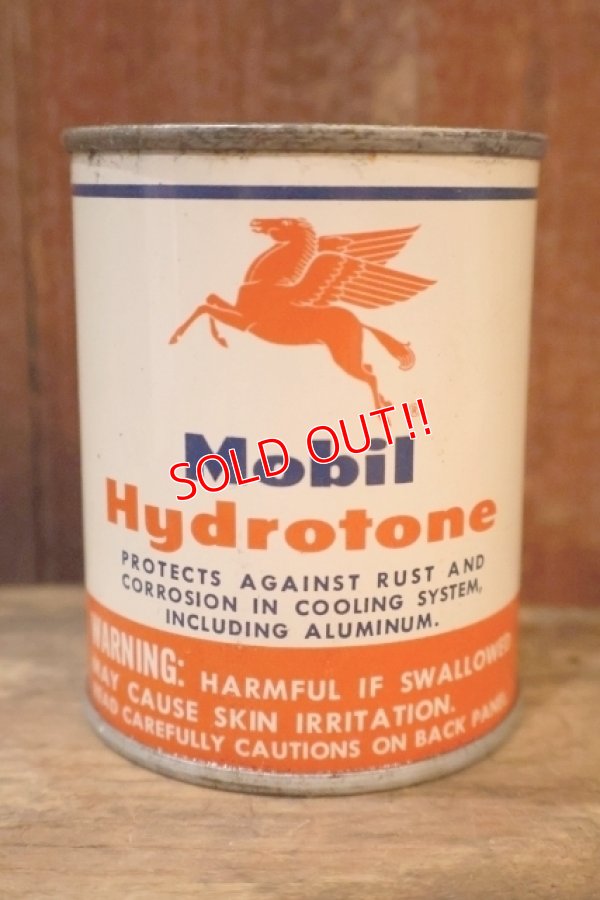 ®
Mobil
SOLD OUT!!
Hydrotone
PROTECTS AGAINST RUST AND
CORROSION IN COOLING SYSTEM,
INCLUDING ALUMINUM.
WARNING: HARMFUL IF SWALLOWED.
MAY CAUSE SKIN IRRITATION.
READ CAREFULLY CAUTIONS ON BACK PANEL